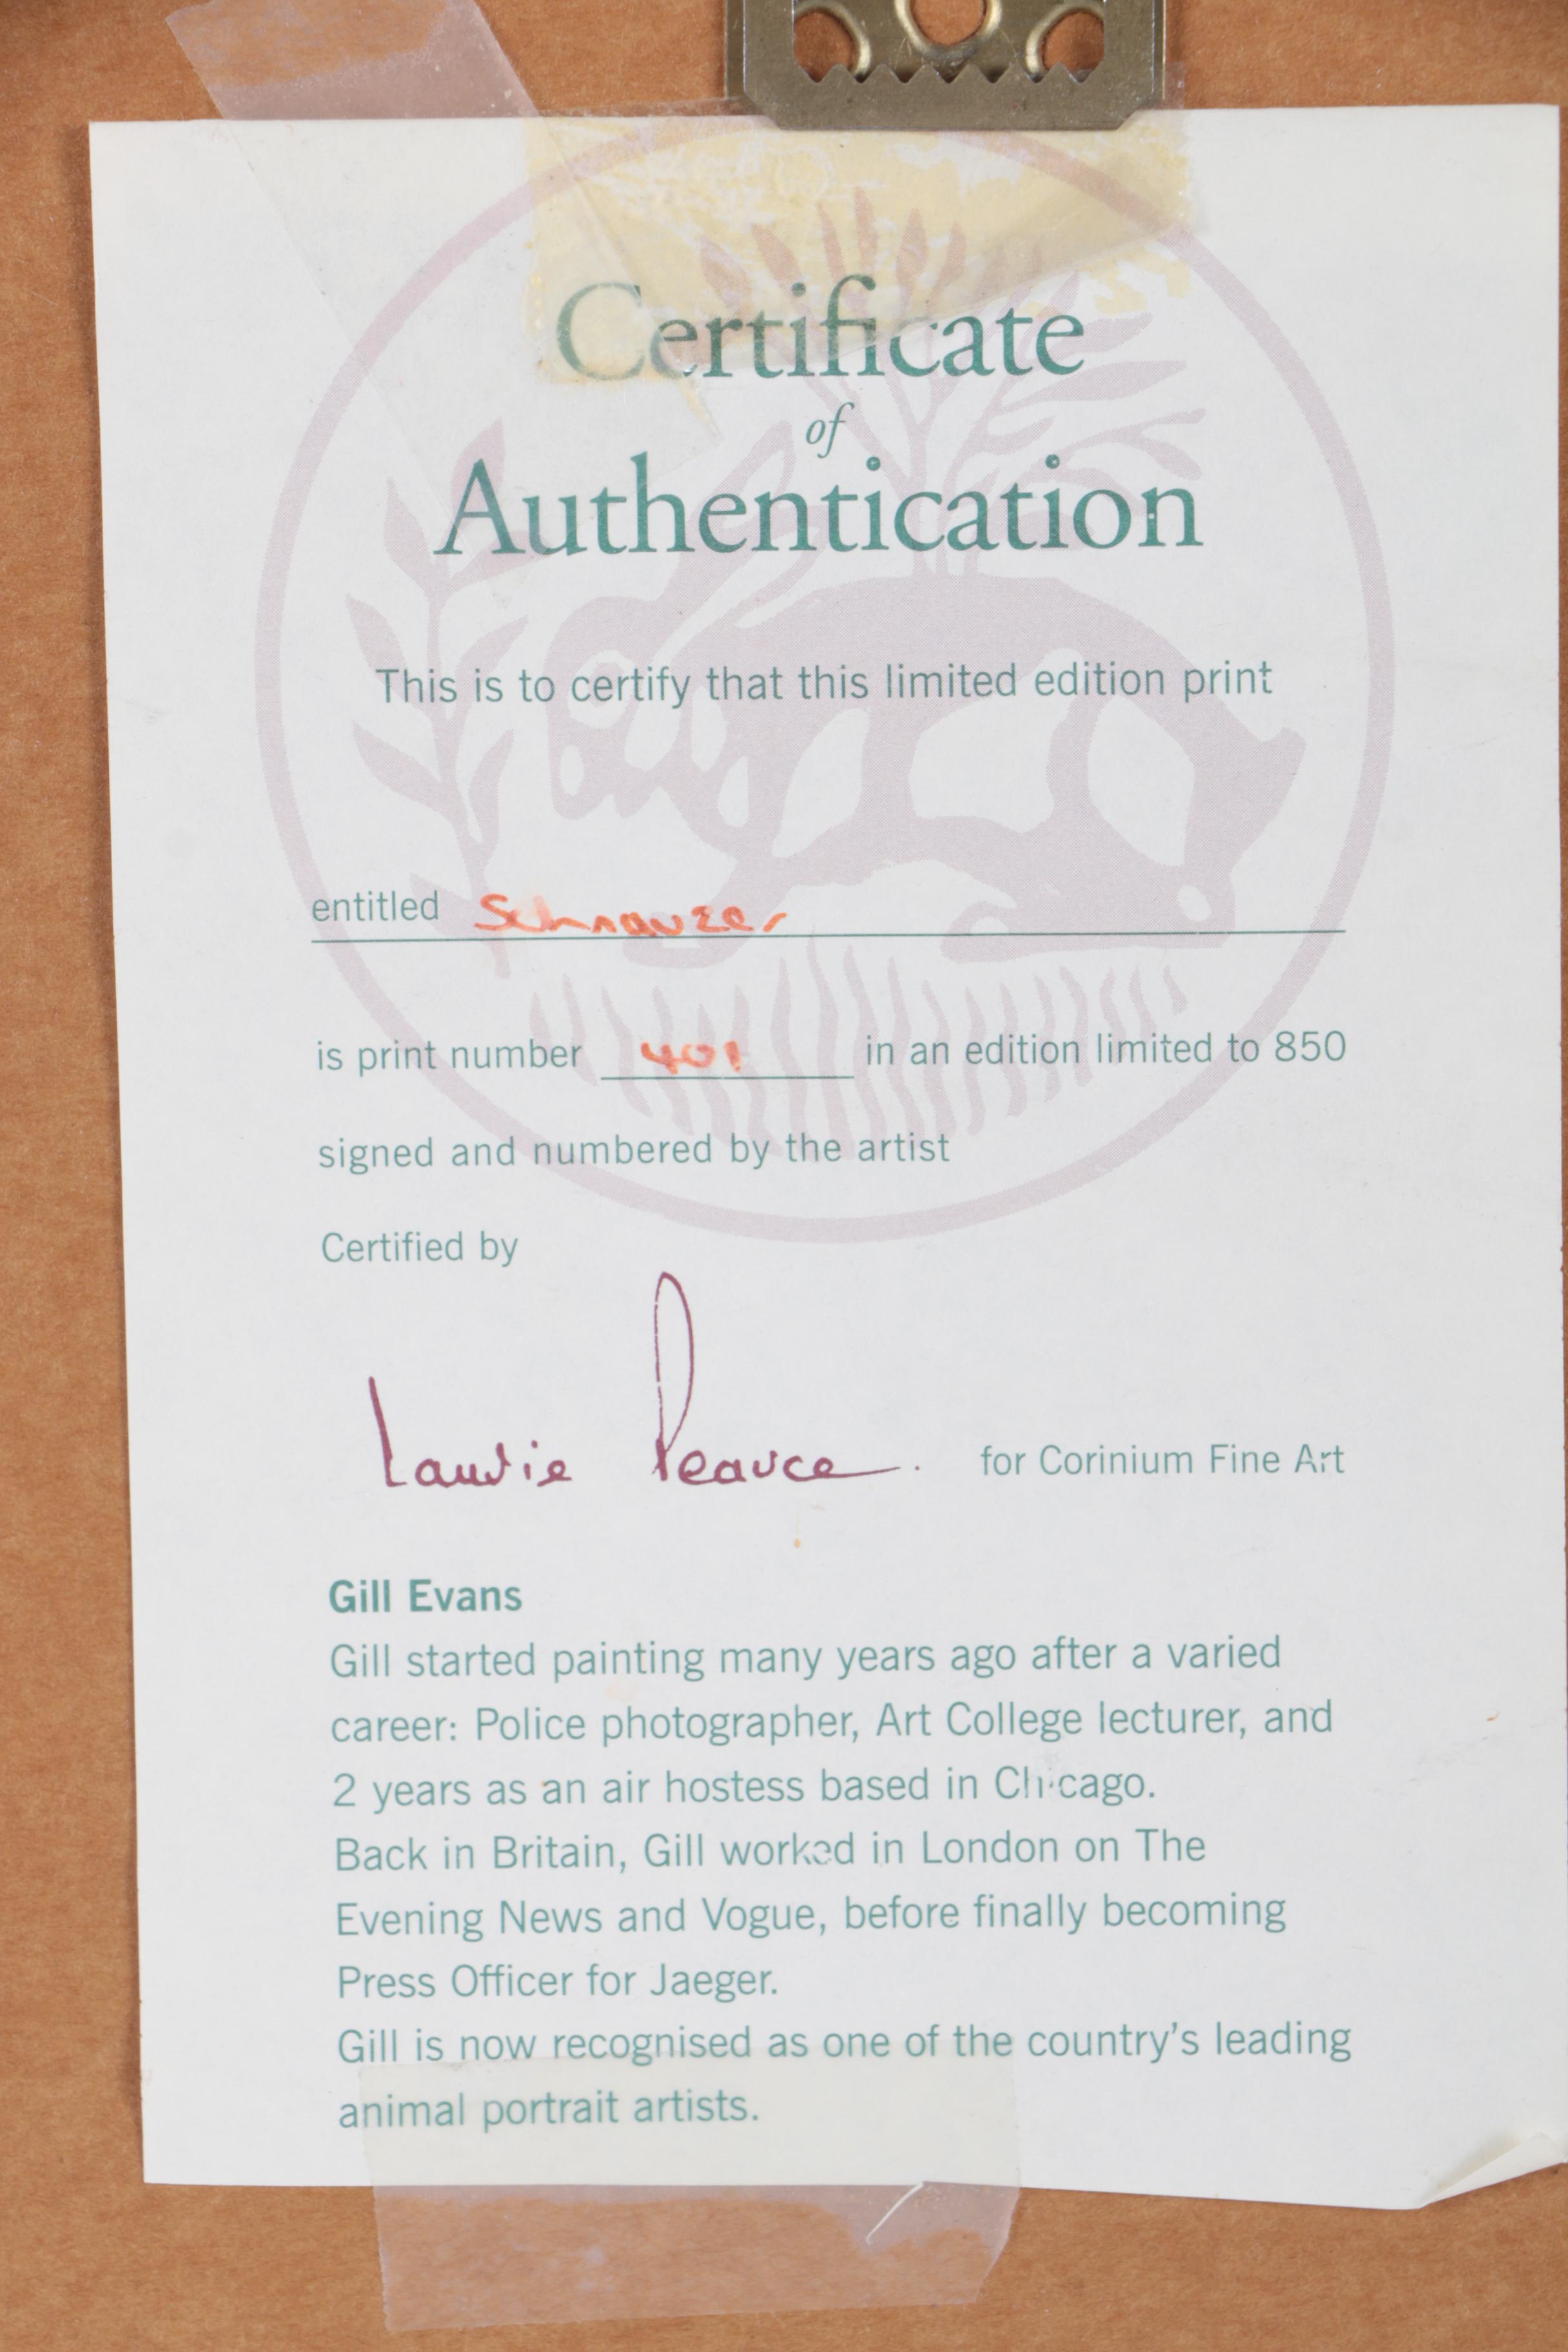 Certificate
of
Authentication
This is to certify that this limited edition print
entitled Schnauzer
is print number 401 in an edition limited to 850
signed and numbered by the artist
Certified by
Laurie Pearce. for Corinium Fine Art
Gill Evans
Gill started painting many years ago after a varied
career: Police photographer, Art College lecturer, and
2 years as an air hostess based in Chicago.
Back in Britain, Gill worked in London on The
Evening News and Vogue, before finally becoming
Press Officer for Jaeger.
Gill is now recognised as one of the country's leading
animal portrait artists.